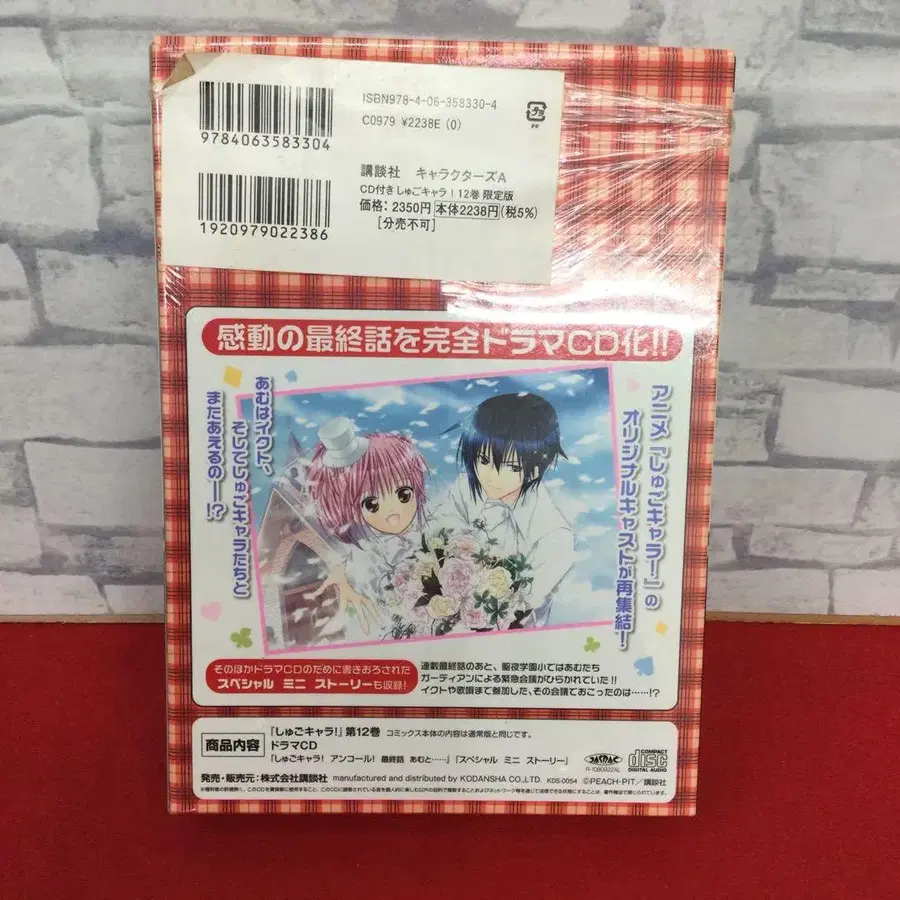 ISBN978-4-06-358330-4
C0979 ¥2238E (0)
PP
9784063583304
1920979022386
講談社 キャラクターズA
CD付き しゅごキャラ！12巻 限定版
価格：2350円 本体2238円(税5%)
[分売不可]
感動の最終話を完全ドラマCD化!!
アニメ「しゅごキャラ！」の
オリジナルキャストが再集結！
あむはイクト、
そしてしゅごキャラたちと
またあえるのー!?
そのほかドラマCDのために書きおろされた
スペシャル ミニ ストーリーも収録！
連載最終話のあと、聖夜学園小ではあむたち
ガーディアンによる緊急会議がひらかれていた!!
イクトや歌唄まで参加した、その会議でおこったのは……!?
商品内容
『しゅごキャラ！』第12巻 コミックス本体の内容は通常版と同じです。
ドラマCD
「しゅごキャラ！ アンコール！ 最終話 あむと……」「スペシャル ミニ ストーリー」
JASRAC
R-1080922AL
COMPACT
disc
DIGITAL AUDIO
発売・販売元：株式会社講談社 manufactured and distributed by KODANSHA CO.,LTD. KDS-0054 ©PEACH-PIT／講談社